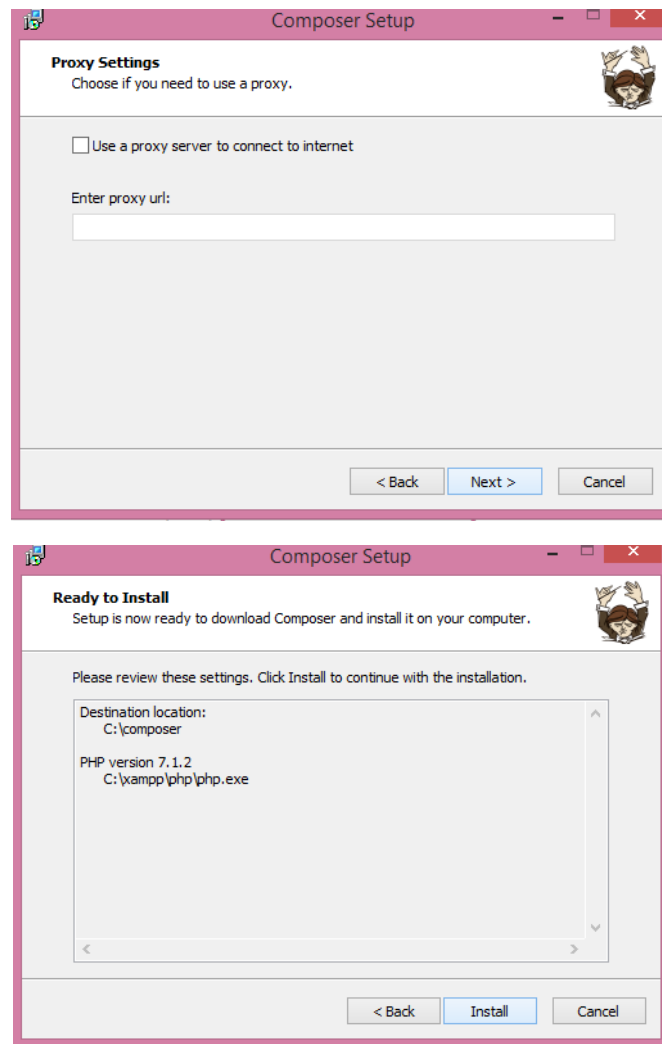 Composer Setup
Proxy Settings
Choose if you need to use a proxy.
Use a proxy server to connect to internet
Enter proxy url:
< Back Next > Cancel
Composer Setup
Ready to Install
Setup is now ready to download Composer and install it on your computer.
Please review these settings. Click Install to continue with the installation.
Destination location:
C:\composer
PHP version 7.1.2
C:\xampp\php\php.exe
< Back Install Cancel